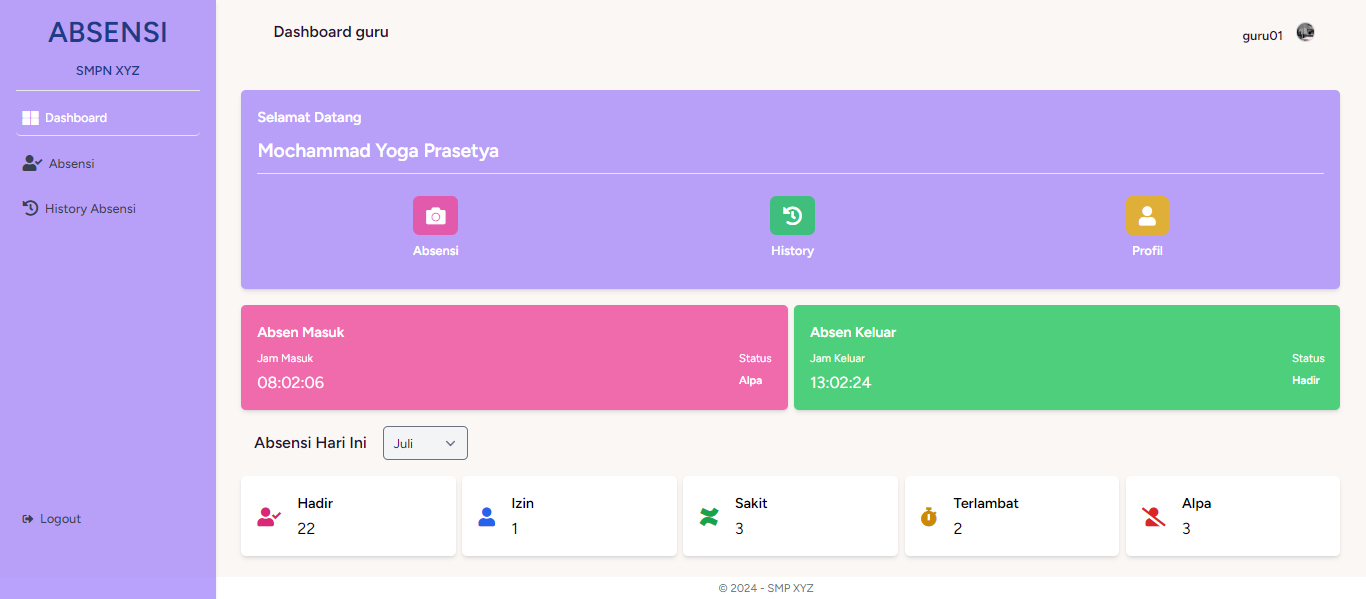 ABSENSI
SMPN XYZ
Dashboard
Absensi
History Absensi
Logout
Dashboard guru
guru01
Selamat Datang
Mochammad Yoga Prasetya
Absensi
History
Profil
Absen Masuk
Jam Masuk
Status
08:02:06
Alpa
Absen Keluar
Jam Keluar
Status
13:02:24
Hadir
Absensi Hari Ini
Juli
Hadir
22
Izin
1
Sakit
3
Terlambat
2
Alpa
3
© 2024 - SMP XYZ